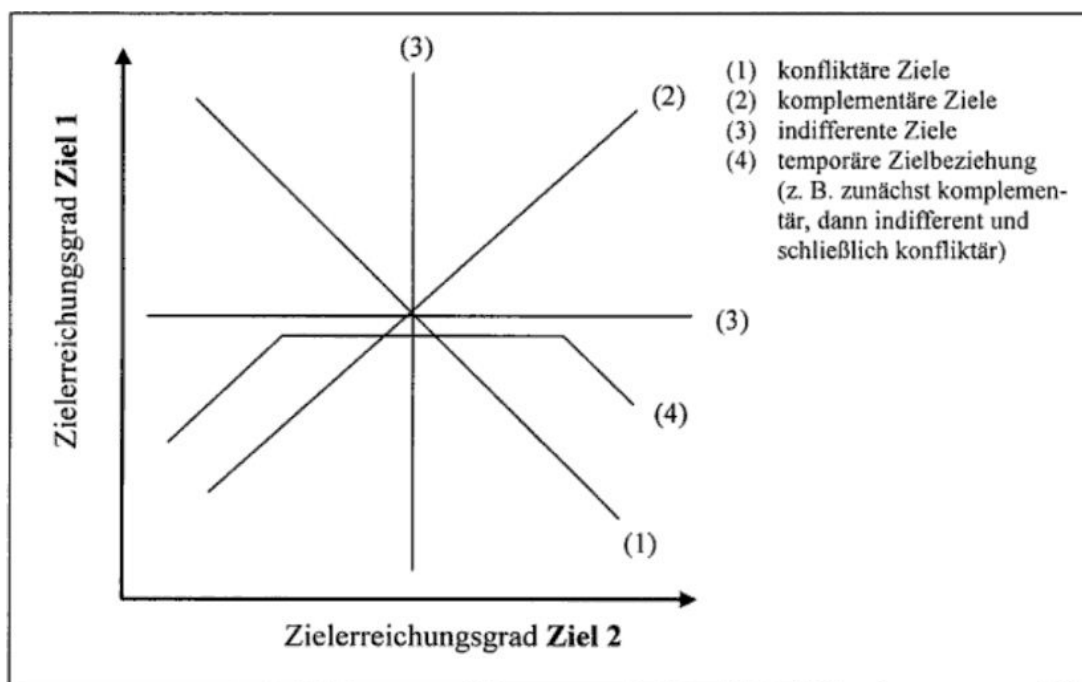 (3)
(2)
(3)
(4)
(1)
Zielerreichungsgrad Ziel 1
Zielerreichungsgrad Ziel 2
(1) konfliktäre Ziele
(2) komplementäre Ziele
(3) indifferente Ziele
(4) temporäre Zielbeziehung
(z. B. zunächst komplemen-
tär, dann indifferent und
schließlich konfliktär)